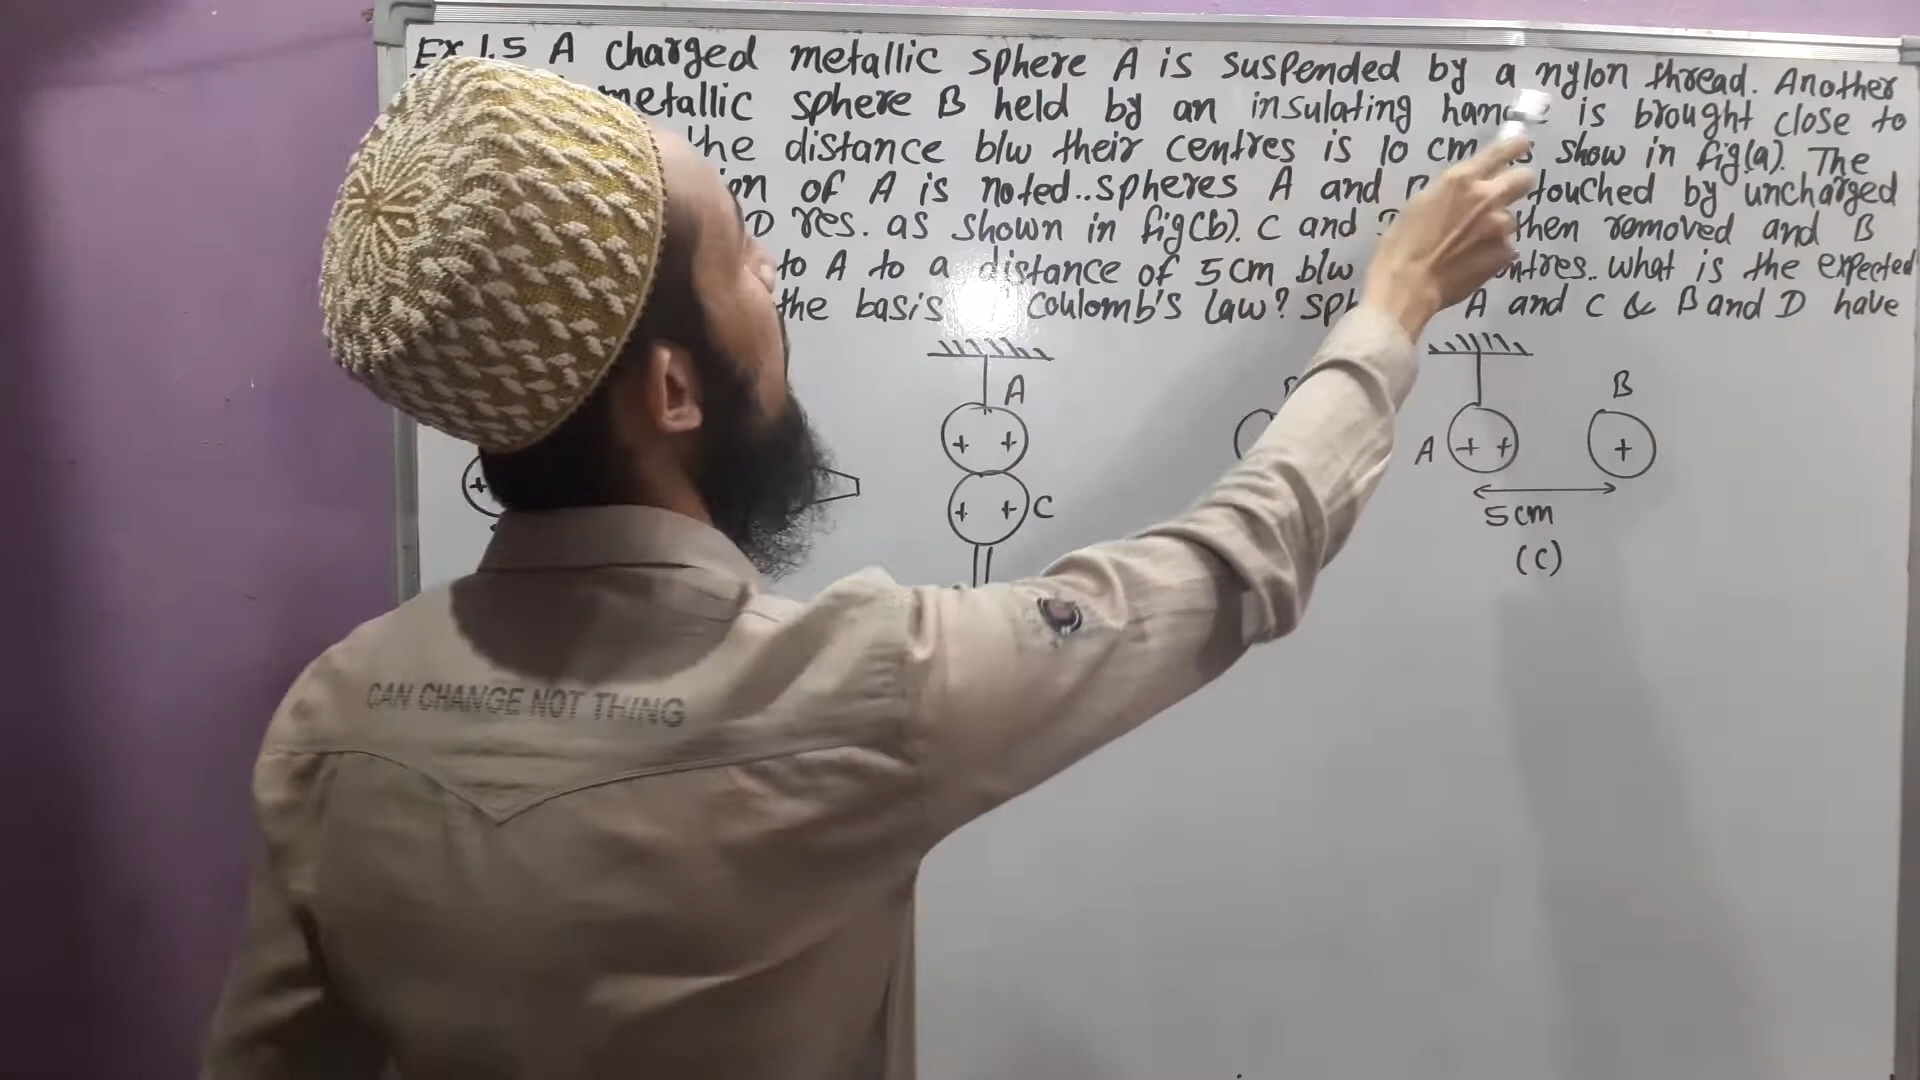 Ex 1.5 A charged metallic sphere A is suspended by a nylon thread. Another
metallic sphere B held by an insulating is brought close to
the distance b/w their centres is 10 cm show in fig(a). The
of A is noted..spheres A and touched by uncharged
D res. as shown in fig(b). C and then removed and B
to A to a distance of 5cm b/w what is the expected
the basis Coulomb's law? A and C & B and D have
A
+ +
+ + C
A + +
B
+
5cm
(c)
+
CAN CHANGE NOT THING